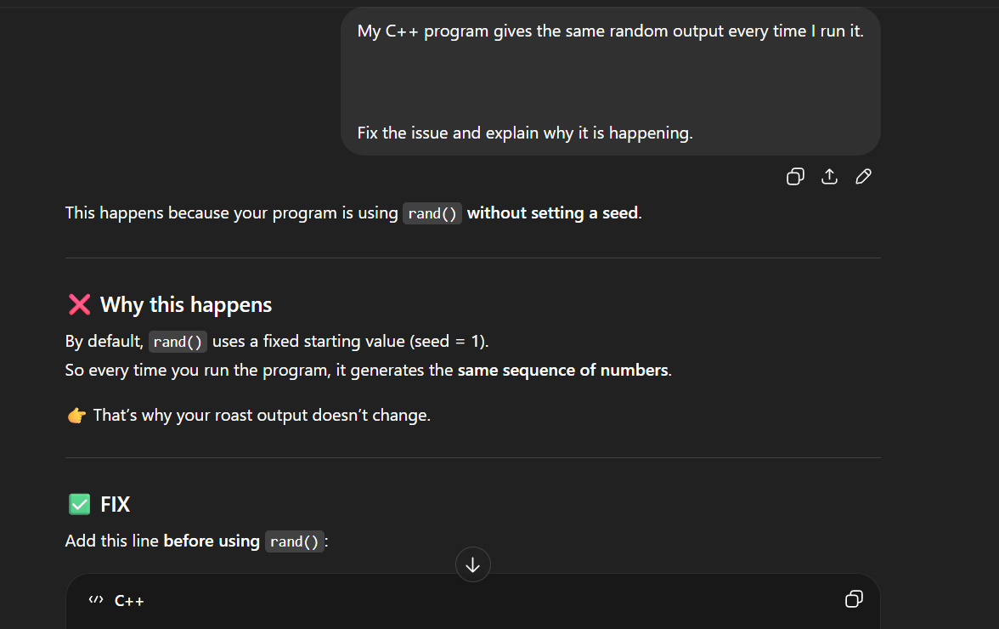 My C++ program gives the same random output every time I run it.
Fix the issue and explain why it is happening.
This happens because your program is using rand() without setting a seed.
❌ Why this happens
By default, rand() uses a fixed starting value (seed = 1).
So every time you run the program, it generates the same sequence of numbers.
👉 That’s why your roast output doesn’t change.
✅ FIX
Add this line before using rand():
C++